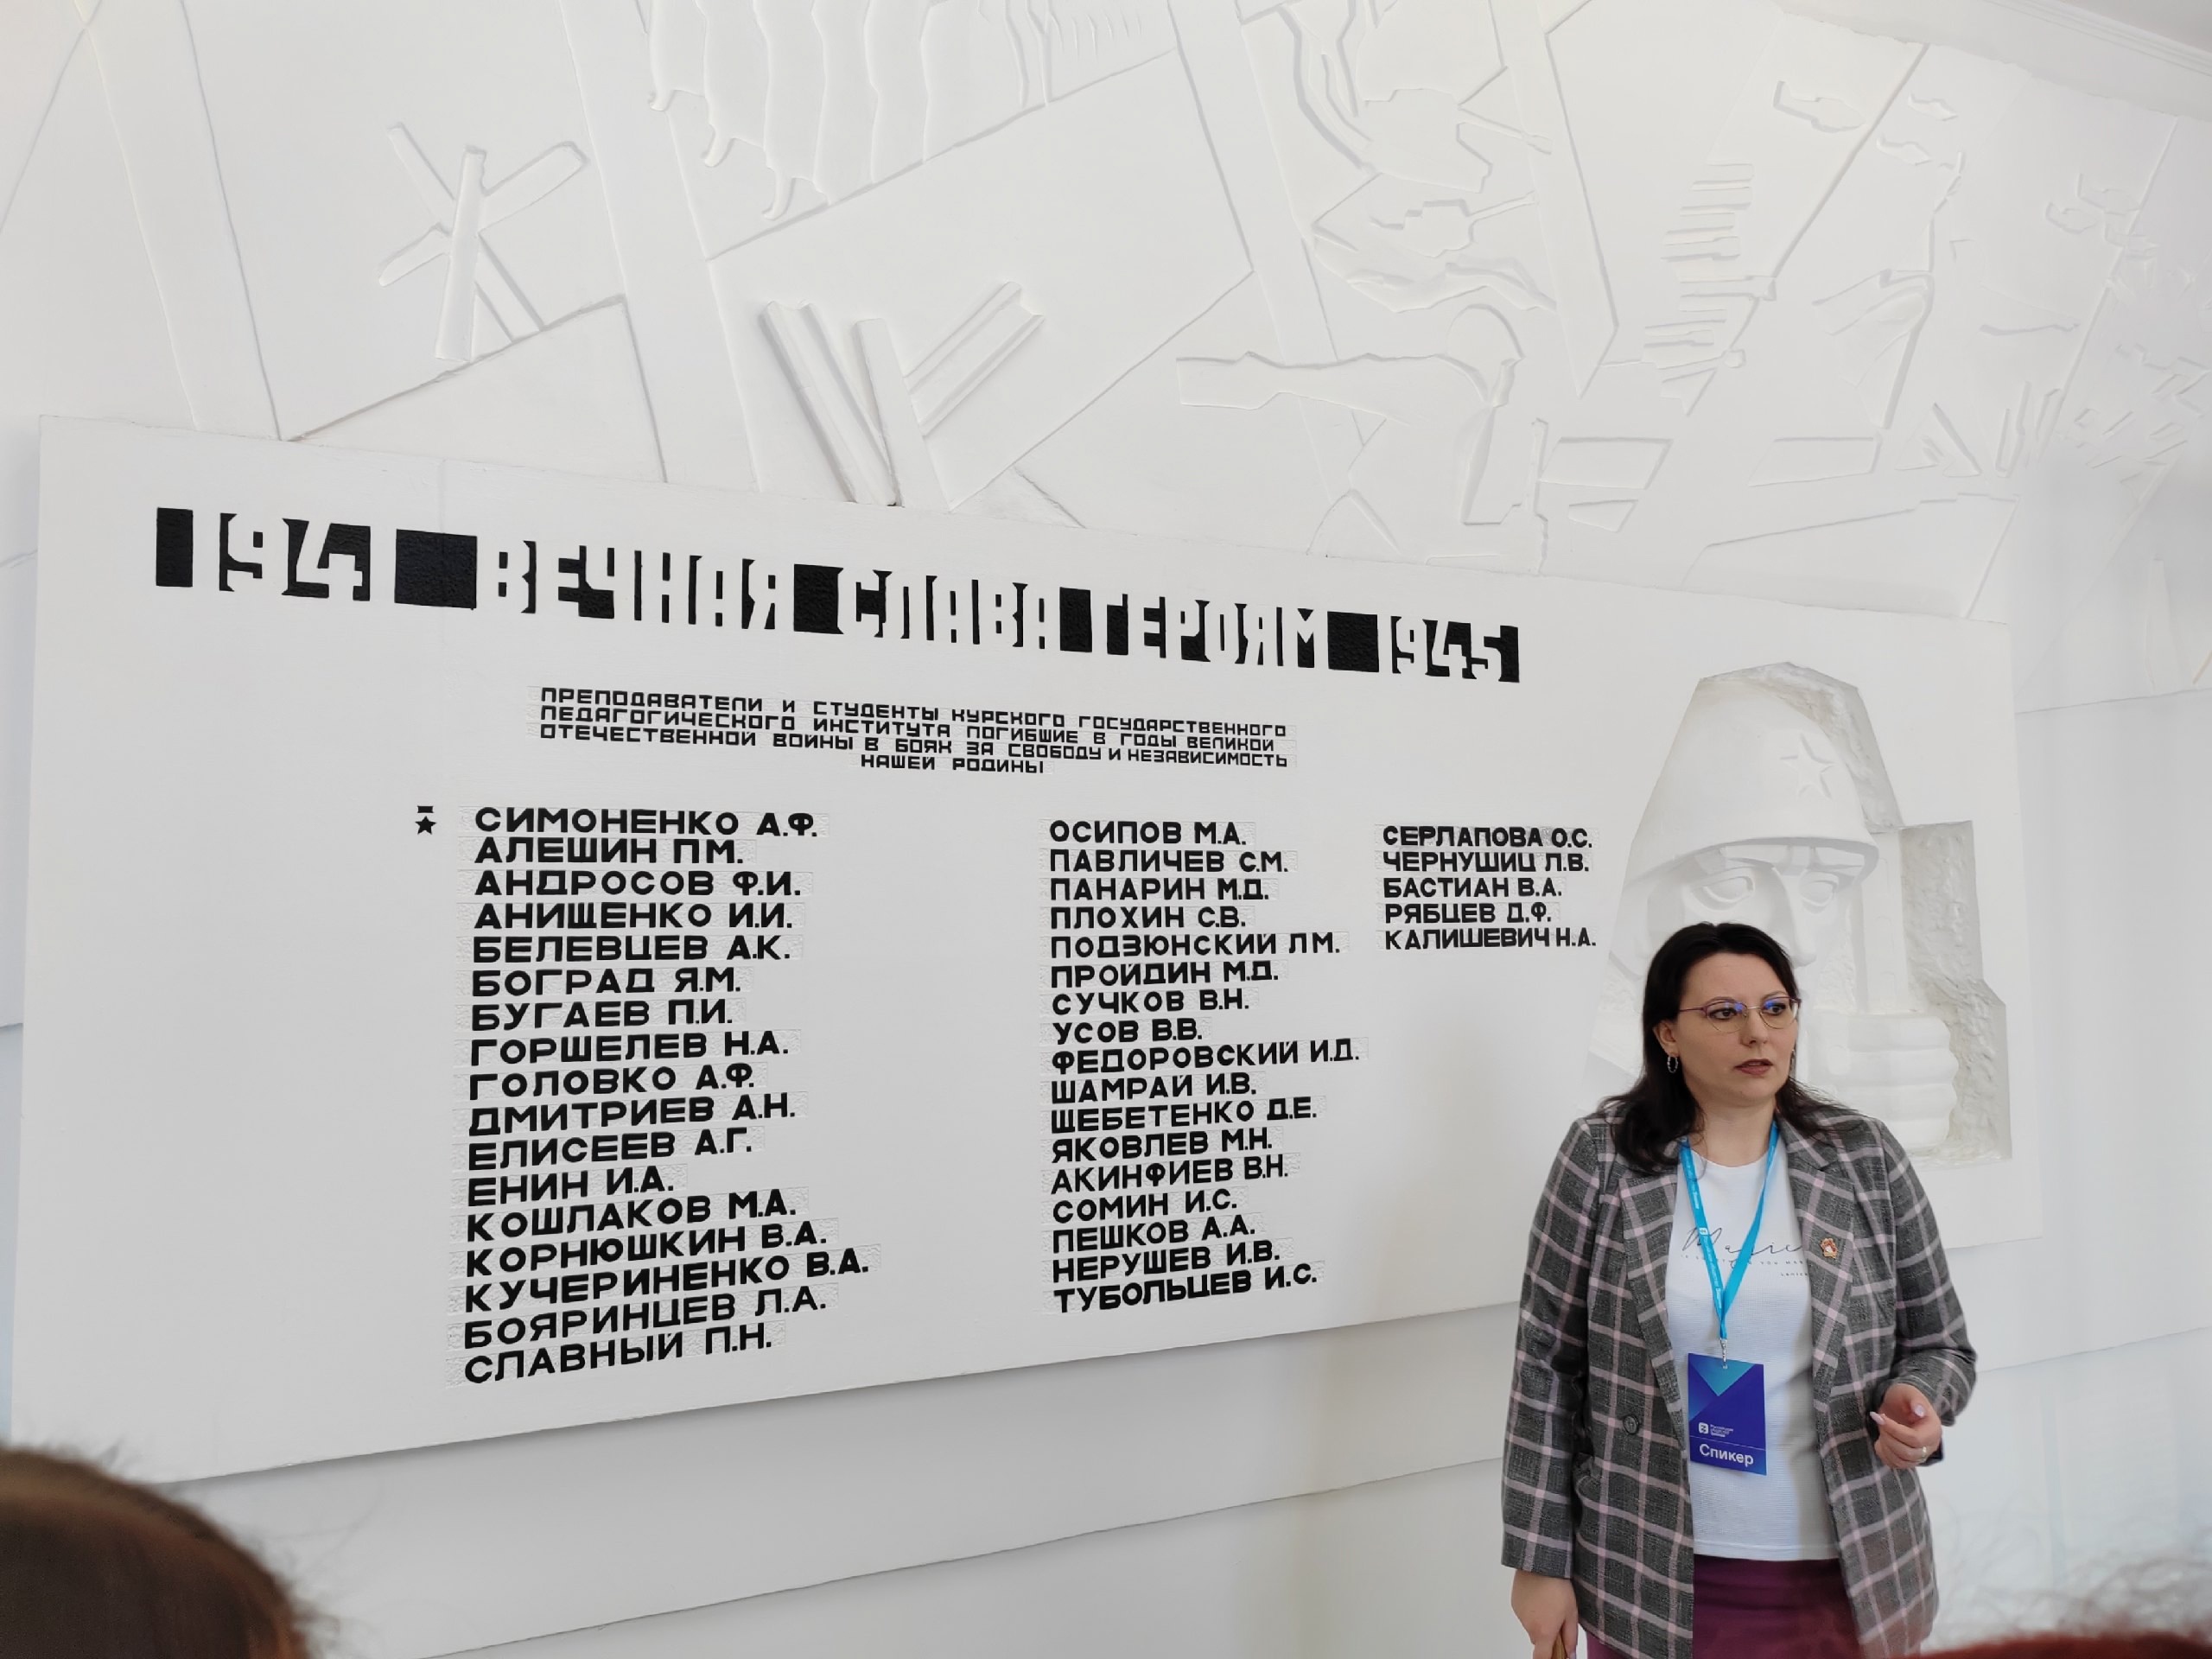 1941 ВЕЧНАЯ СЛАВА ГЕРОЯМ 1945
ПРЕПОДАВАТЕЛИ И СТУДЕНТЫ КУРСКОГО ГОСУДАРСТВЕННОГО
ПЕДАГОГИЧЕСКОГО ИНСТИТУТА ПОГИБШИЕ В ГОДЫ ВЕЛИКОЙ
ОТЕЧЕСТВЕННОЙ ВОЙНЫ В БОЯХ ЗА СВОБОДУ И НЕЗАВИСИМОСТЬ
НАШЕЙ РОДИНЫ
СИМОНЕНКО А.Ф.
АЛЕШИН П.М.
АНДРОСОВ Ф.И.
АНИЩЕНКО И.И.
БЕЛЕВЦЕВ А.К.
БОГРАД Я.М.
БУГАЕВ П.И.
ГОРШЕЛЕВ Н.А.
ГОЛОВКО А.Ф.
ДМИТРИЕВ А.Н.
ЕЛИСЕЕВ А.Г.
ЕНИН И.А.
КОШЛАКОВ М.А.
КОРНЮШКИН В.А.
КУЧЕРИНЕНКО В.А.
БОЯРИНЦЕВ Л.А.
СЛАВНЫЙ П.Н.
ОСИПОВ М.А.
ПАВЛИЧЕВ С.М.
ПАНАРИН М.Д.
ПЛОХИН С.В.
ПОДЗЮНСКИЙ Л.М.
ПРОЙДИН М.Д.
СУЧКОВ В.Н.
УСОВ В.В.
ФЕДОРОВСКИЙ И.Д.
ШАМРАЙ И.В.
ЩЕБЕТЕНКО Д.Е.
ЯКОВЛЕВ М.Н.
АКИНФИЕВ В.Н.
СОМИН И.С.
ПЕШКОВ А.А.
НЕРУШЕВ И.В.
ТУБОЛЬЦЕВ И.С.
СЕРЛАПОВА О.С.
ЧЕРНУШИЦ Л.В.
БАСТИАН В.А.
РЯБЦЕВ Д.Ф.
КАЛИШЕВИЧ Н.А.
Спикер